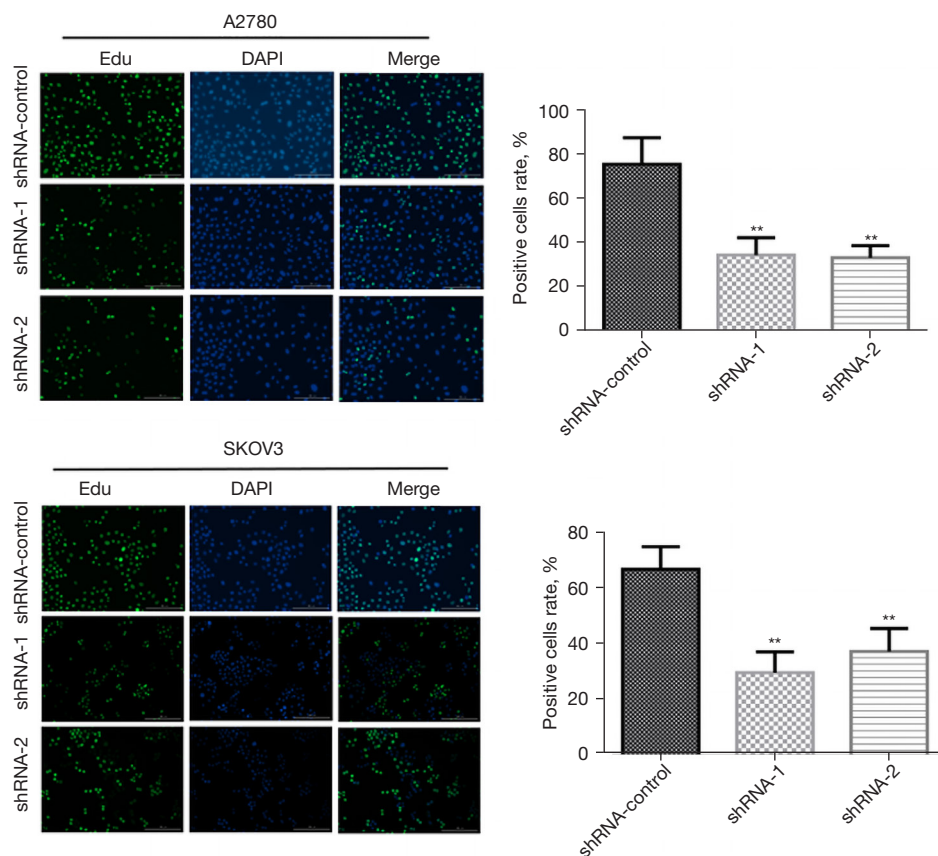 A2780
Edu DAPI Merge
shRNA-control
shRNA-1
shRNA-2
Positive cells rate, %
100
80
60
40
20
0
**
**
shRNA-control
shRNA-1
shRNA-2
SKOV3
Edu DAPI Merge
shRNA-control
shRNA-1
shRNA-2
Positive cells rate, %
80
60
40
20
0
**
**
shRNA-control
shRNA-1
shRNA-2